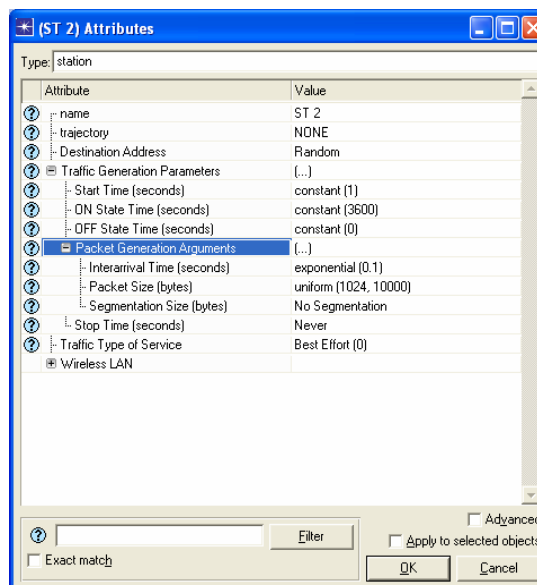 (ST 2) Attributes
Type: station
Attribute Value
name ST 2
trajectory NONE
Destination Address Random
Traffic Generation Parameters (...)
Start Time (seconds) constant (1)
ON State Time (seconds) constant (3600)
OFF State Time (seconds) constant (0)
Packet Generation Arguments (...)
Interarrival Time (seconds) exponential (0.1)
Packet Size (bytes) uniform (1024, 10000)
Segmentation Size (bytes) No Segmentation
Stop Time (seconds) Never
Traffic Type of Service Best Effort (0)
Wireless LAN
Advanced
Filter
Apply to selected objects
Exact match
OK Cancel